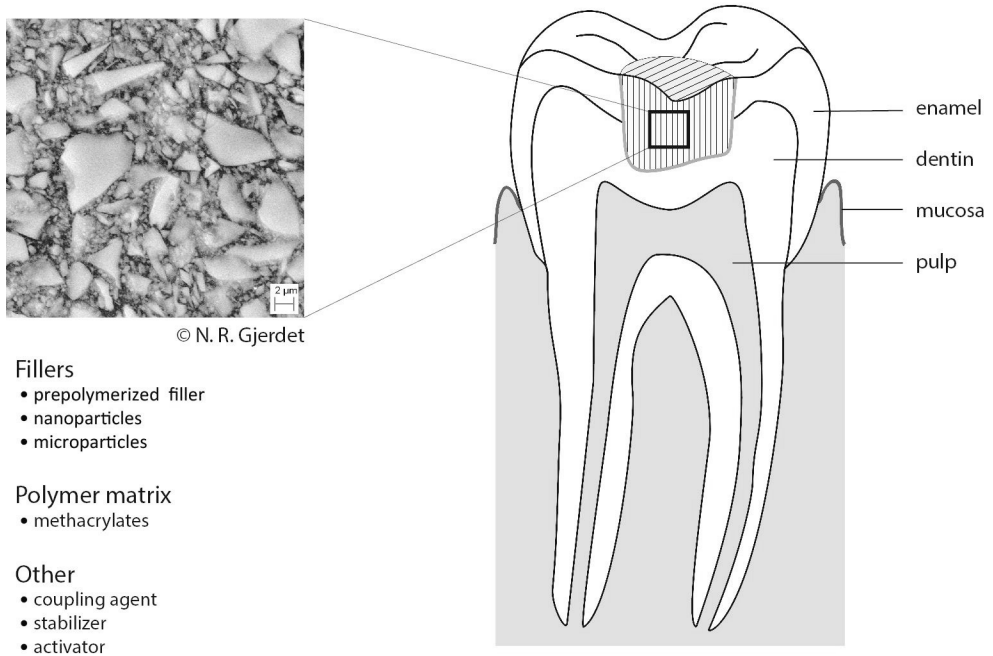 2 µm
© N. R. Gjerdet
Fillers
• prepolymerized filler
• nanoparticles
• microparticles
Polymer matrix
• methacrylates
Other
• coupling agent
• stabilizer
• activator
enamel
dentin
mucosa
pulp